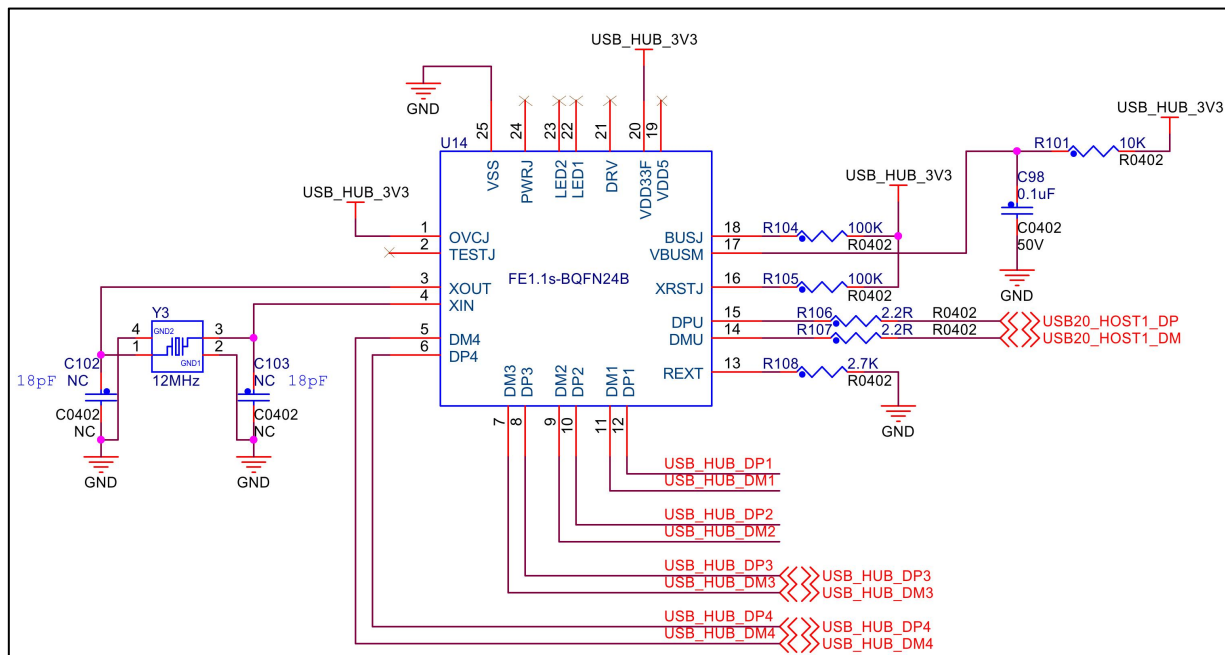 USB_HUB_3V3
USB_HUB_3V3
GND
25
24
23
22
21
20
19
U14
VSS
PWRJ
LED2
LED1
DRV
VDD33F
VDD5
R101
10K
R0402
C98
0.1uF
C0402
50V
GND
USB_HUB_3V3
USB_HUB_3V3
1
OVCJ
2
TESTJ
3
XOUT
4
XIN
5
DM4
6
DP4
FE1.1s-BQFN24B
BUSJ
18
R104
100K
R0402
VBUSM
17
XRSTJ
16
R105
100K
R0402
DPU
15
R106
2.2R
R0402
USB20_HOST1_DP
DMU
14
R107
2.2R
R0402
USB20_HOST1_DM
REXT
13
R108
2.7K
R0402
GND
Y3
4
GND2
3
1
GND1
2
12MHz
C102
NC
18pF
C0402
NC
GND
C103
NC
18pF
C0402
NC
GND
DM3
DP3
DM2
DP2
DM1
DP1
7
8
9
10
11
12
USB_HUB_DP1
USB_HUB_DM1
USB_HUB_DP2
USB_HUB_DM2
USB_HUB_DP3
USB_HUB_DP3
USB_HUB_DM3
USB_HUB_DM3
USB_HUB_DP4
USB_HUB_DP4
USB_HUB_DM4
USB_HUB_DM4